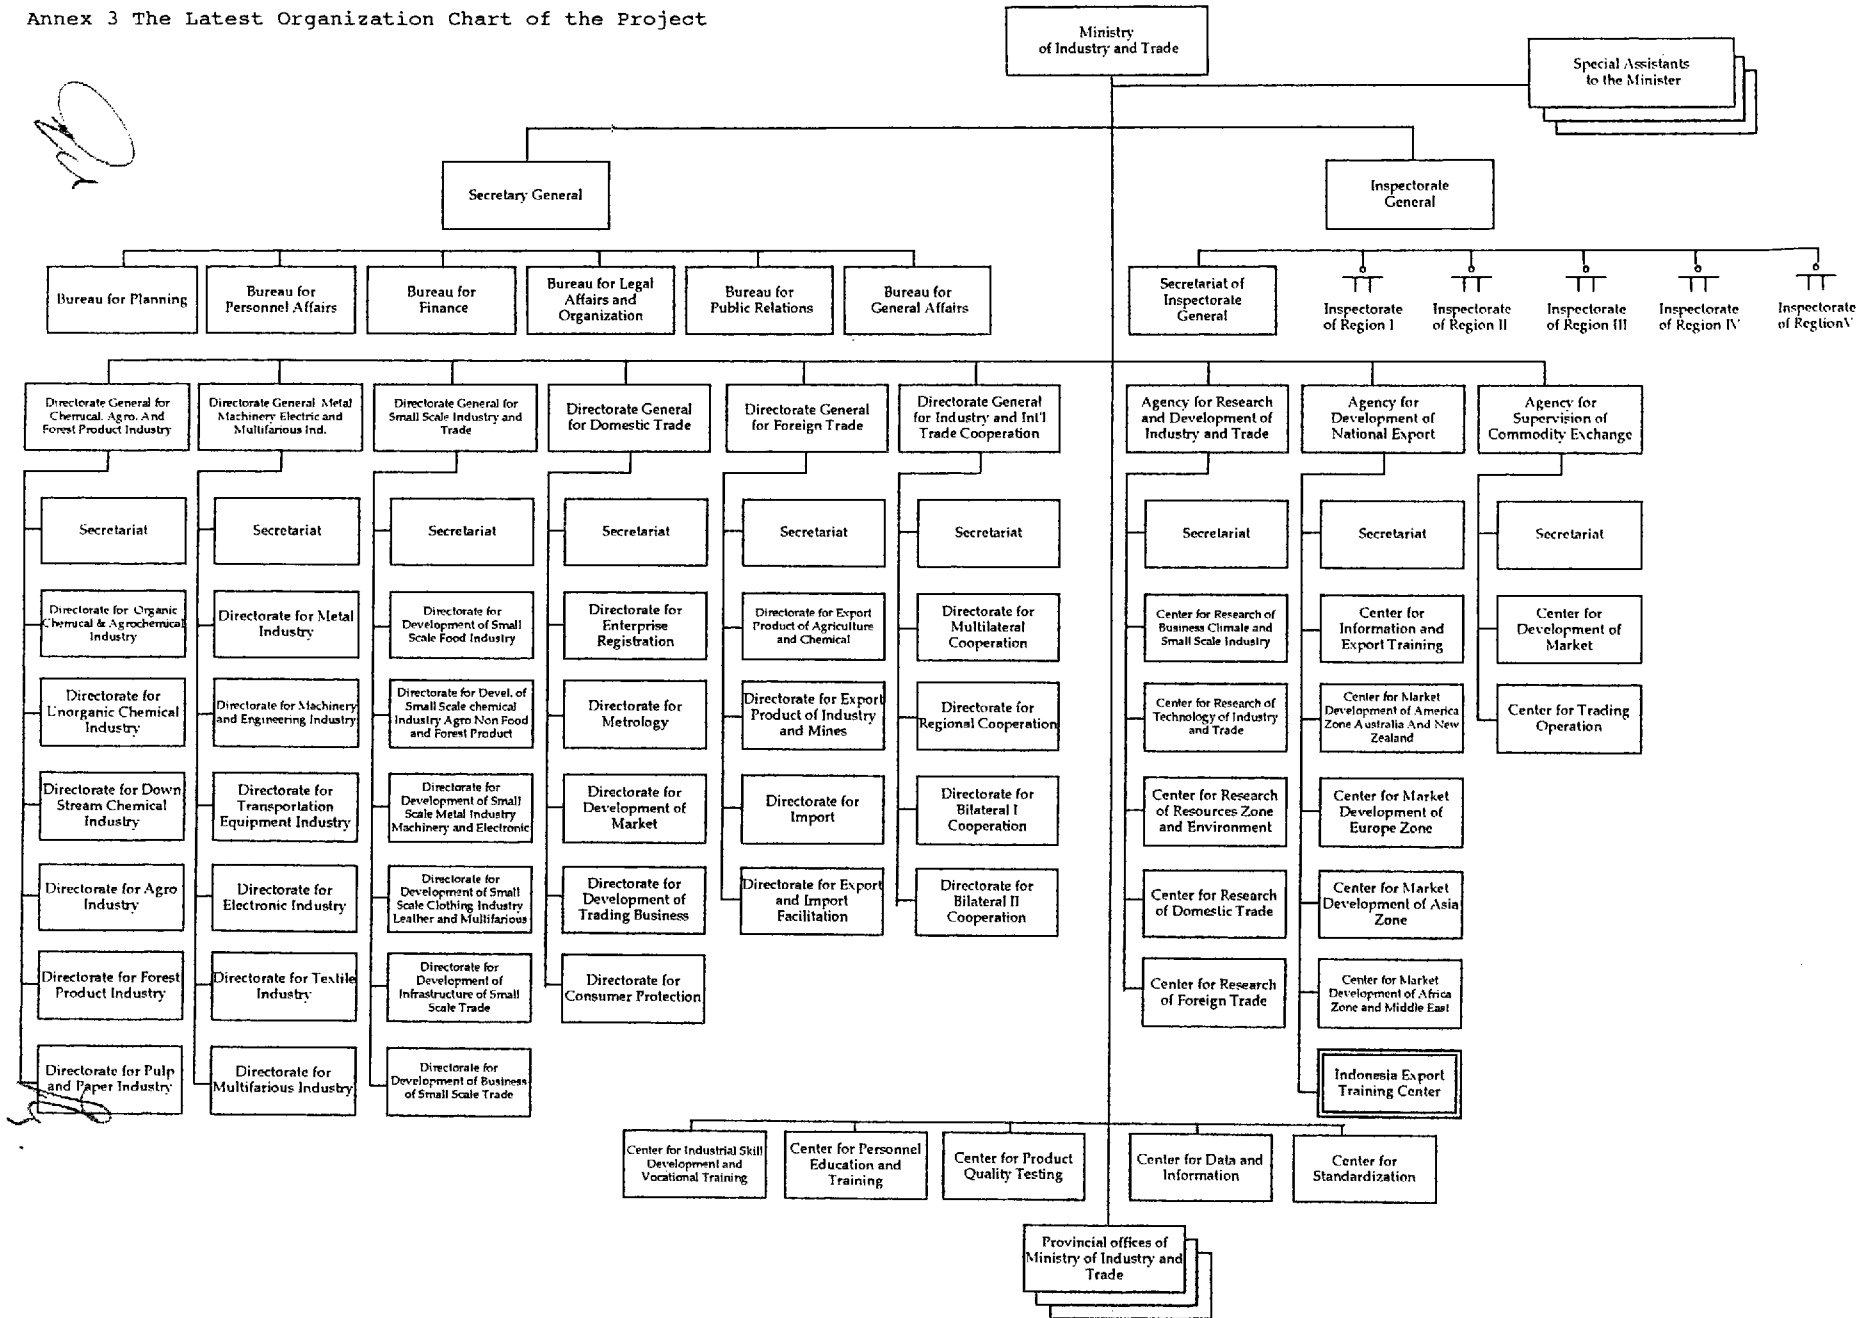 Annex 3 The Latest Organization Chart of the Project
Ministry
of Industry and Trade
Special Assistants
to the Minister
Secretary General
Inspectorate
General
Bureau for Planning
Bureau for
Personnel Affairs
Bureau for
Finance
Bureau for Legal
Affairs and
Organization
Bureau for
Public Relations
Bureau for
General Affairs
Secretariat of
Inspectorate
General
Inspectorate
of Region I
Inspectorate
of Region II
Inspectorate
of Region III
Inspectorate
of Region IV
Inspectorate
of Region V
Directorate General for
Chemical, Agro, And
Forest Product Industry
Directorate General Metal
Machinery Electric and
Multifarious Ind.
Directorate General for
Small Scale Industry and
Trade
Directorate General
for Domestic Trade
Directorate General
for Foreign Trade
Directorate General
for Industry and Int'l
Trade Cooperation
Agency for Research
and Development of
Industry and Trade
Agency for
Development of
National Export
Agency for
Supervision of
Commodity Exchange
Secretariat
Secretariat
Secretariat
Secretariat
Secretariat
Secretariat
Secretariat
Secretariat
Secretariat
Directorate for Organic
Chemical & Agrochemical
Industry
Directorate for Metal
Industry
Directorate for
Development of Small
Scale Food Industry
Directorate for
Enterprise
Registration
Directorate for Export
Product of Agriculture
and Chemical
Directorate for
Multilateral
Cooperation
Center for Research of
Business Climate and
Small Scale Industry
Center for
Information and
Export Training
Center for
Development of
Market
Directorate for
Unorganic Chemical
Industry
Directorate for Machinery
and Engineering Industry
Directorate for Devel. of
Small Scale chemical
Industry Agro Non Food
and Forest Product
Directorate for
Metrology
Directorate for Export
Product of Industry
and Mines
Directorate for
Regional Cooperation
Center for Research of
Technology of Industry
and Trade
Center for Market
Development of America
Zone Australia And New
Zealand
Center for Trading
Operation
Directorate for Down
Stream Chemical
Industry
Directorate for
Transportation
Equipment Industry
Directorate for
Development of Small
Scale Metal Industry
Machinery and Electronic
Directorate for
Development of
Market
Directorate for
Import
Directorate for
Bilateral I
Cooperation
Center for Research
of Resources Zone
and Environment
Center for Market
Development of
Europe Zone
Directorate for Agro
Industry
Directorate for
Electronic Industry
Directorate for
Development of Small
Scale Clothing Industry
Leather and Multifarious
Directorate for
Development of
Trading Business
Directorate for Export
and Import
Facilitation
Directorate for
Bilateral II
Cooperation
Center for Research
of Domestic Trade
Center for Market
Development of Asia
Zone
Directorate for Forest
Product Industry
Directorate for Textile
Industry
Directorate for
Development of
Infrastructure of Small
Scale Trade
Directorate for
Consumer Protection
Center for Research
of Foreign Trade
Center for Market
Development of Africa
Zone and Middle East
Directorate for Pulp
and Paper Industry
Directorate for
Multifarious Industry
Directorate for
Development of Business
of Small Scale Trade
Indonesia Export
Training Center
Center for Industrial Skill
Development and
Vocational Training
Center for Personnel
Education and
Training
Center for Product
Quality Testing
Center for Data and
Information
Center for
Standardization
Provincial offices of
Ministry of Industry and
Trade